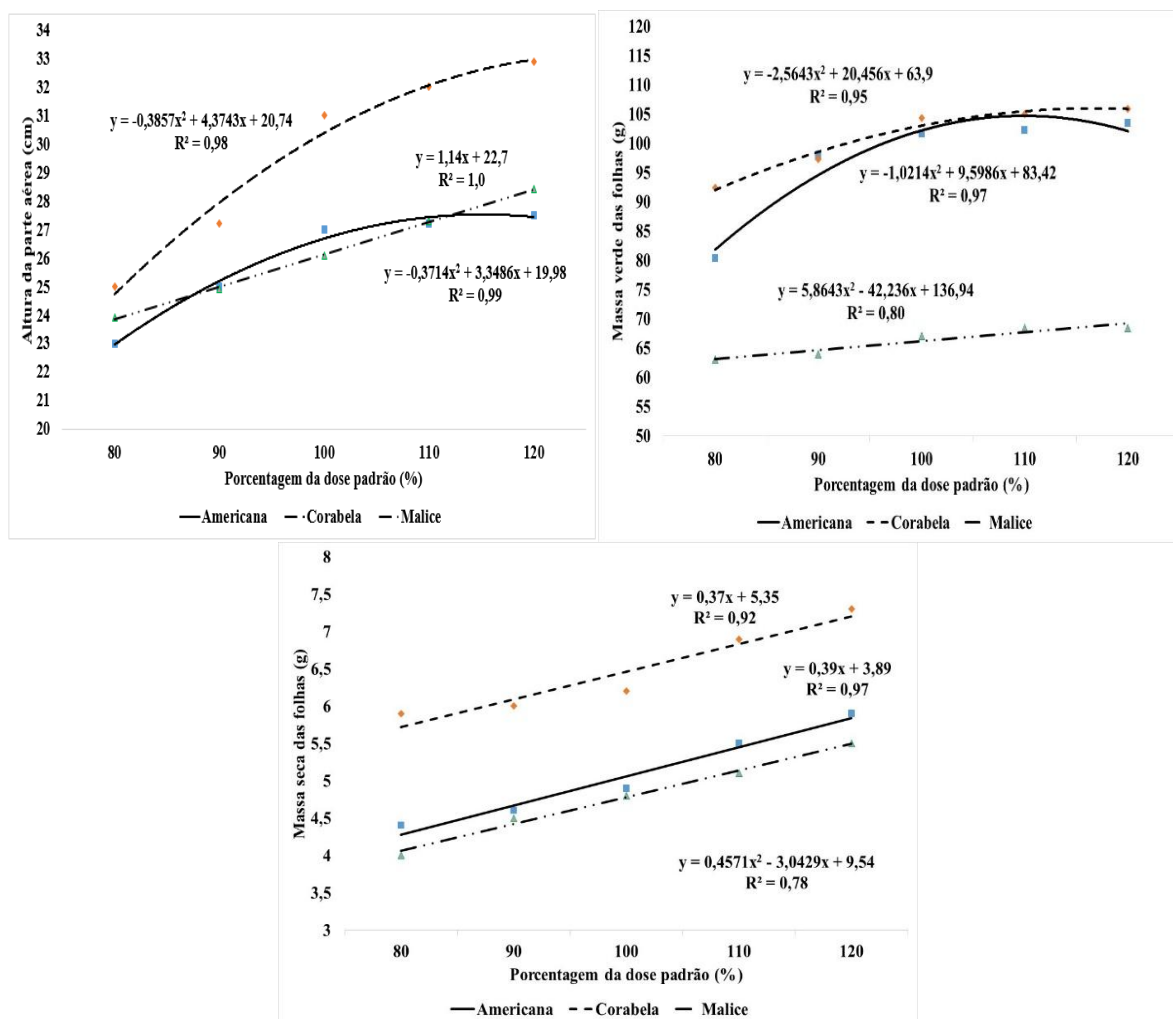 Altura da parte aérea (cm)
34
33
32
31
30
29
28
27
26
25
24
23
22
21
20
y = -0,3857x² + 4,3743x + 20,74
R² = 0,98
y = 1,14x + 22,7
R² = 1,0
y = -0,3714x² + 3,3486x + 19,98
R² = 0,99
80 90 100 110 120
Porcentagem da dose padrão (%)
Americana Corabela Malice
Massa verde das folhas (g)
120
115
110
105
100
95
90
85
80
75
70
65
60
55
50
y = -2,5643x² + 20,456x + 63,9
R² = 0,95
y = -1,0214x² + 9,5986x + 83,42
R² = 0,97
y = 5,8643x² - 42,236x + 136,94
R² = 0,80
80 90 100 110 120
Porcentagem da dose padrão (%)
Americana Corabela Malice
Massa seca das folhas (g)
8
7,5
7
6,5
6
5,5
5
4,5
4
3,5
3
y = 0,37x + 5,35
R² = 0,92
y = 0,39x + 3,89
R² = 0,97
y = 0,4571x² - 3,0429x + 9,54
R² = 0,78
80 90 100 110 120
Porcentagem da dose padrão (%)
Americana Corabela Malice